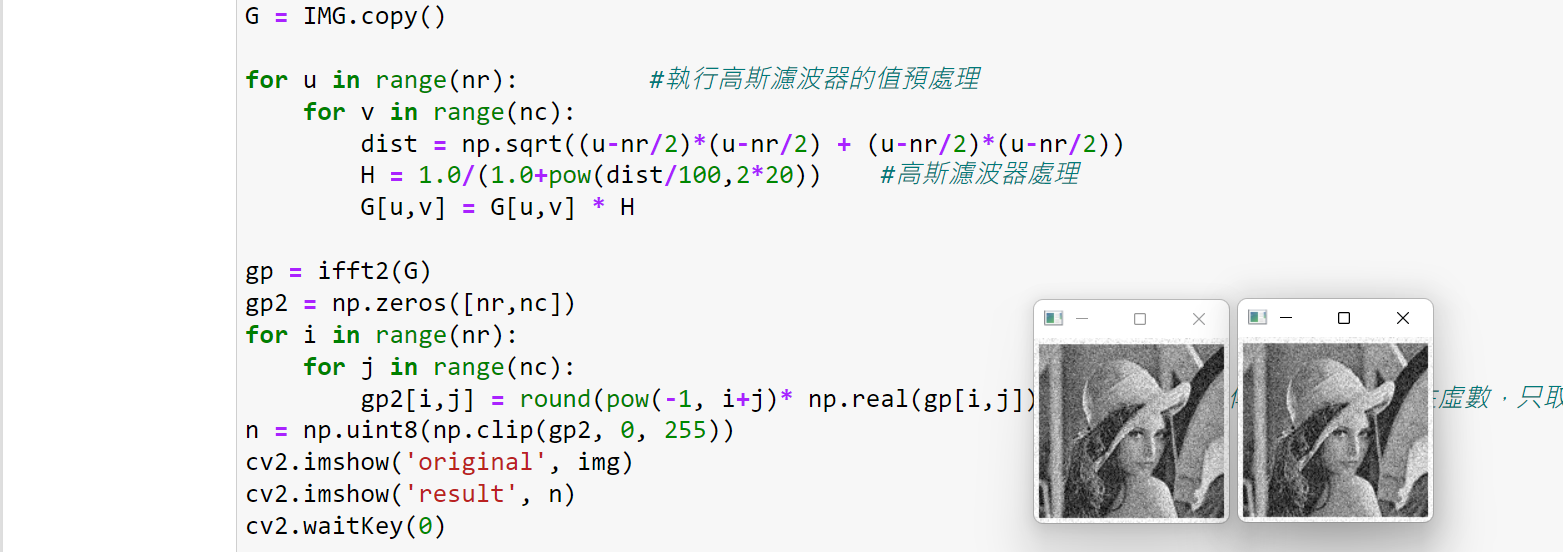 G = IMG.copy()
for u in range(nr): #執行高斯濾波器的值預處理
for v in range(nc):
dist = np.sqrt((u-nr/2)*(u-nr/2) + (u-nr/2)*(u-nr/2))
H = 1.0/(1.0+pow(dist/100,2*20)) #高斯濾波器處理
G[u,v] = G[u,v] * H
gp = ifft2(G)
gp2 = np.zeros([nr,nc])
for i in range(nr):
for j in range(nc):
gp2[i,j] = round(pow(-1, i+j)* np.real(gp[i,j]) 虛數，只取
n = np.uint8(np.clip(gp2, 0, 255))
cv2.imshow('original', img)
cv2.imshow('result', n)
cv2.waitKey(0)